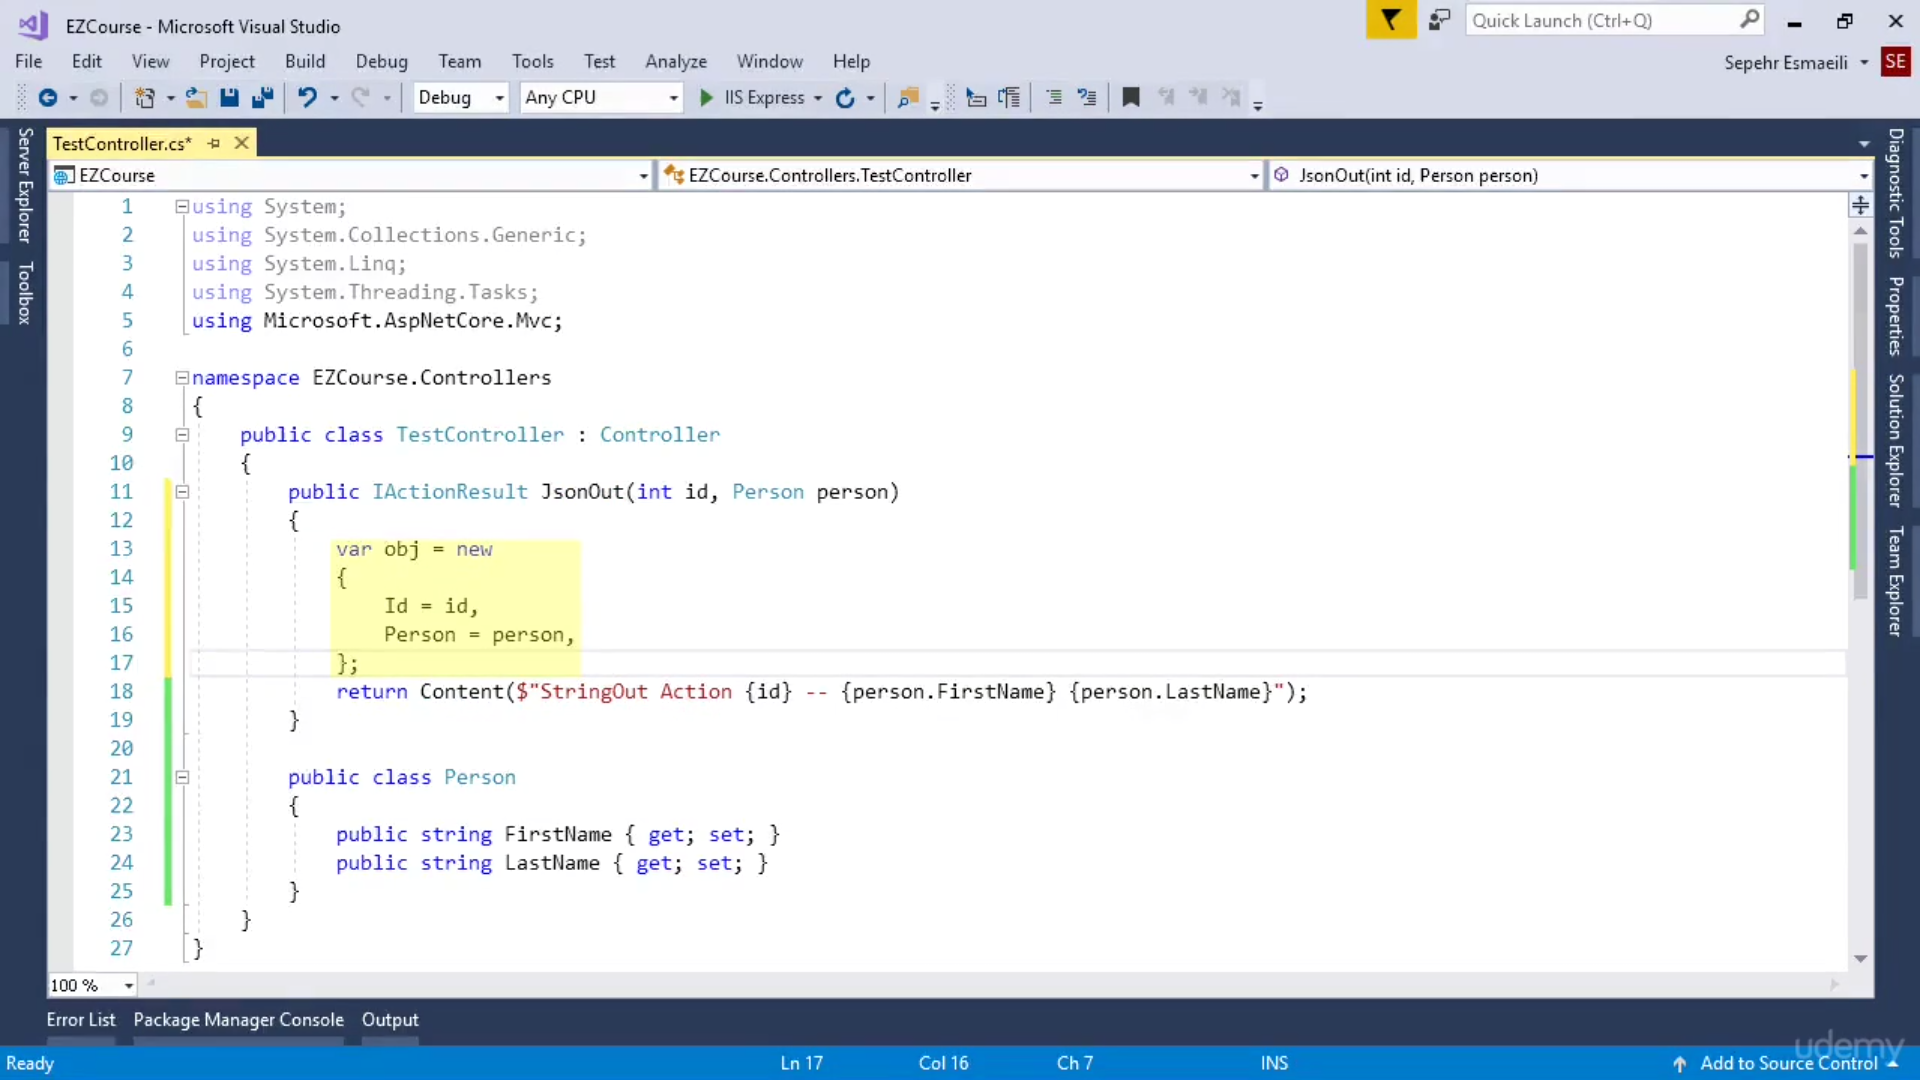 EZCourse - Microsoft Visual Studio
Quick Launch (Ctrl+Q)
File Edit View Project Build Debug Team Tools Test Analyze Window Help
Sepehr Esmaeili SE
Debug Any CPU IIS Express
Server Explorer
Toolbox
TestController.cs*
EZCourse
EZCourse.Controllers.TestController
JsonOut(int id, Person person)
1 using System;
2 using System.Collections.Generic;
3 using System.Linq;
4 using System.Threading.Tasks;
5 using Microsoft.AspNetCore.Mvc;
6
7 namespace EZCourse.Controllers
8 {
9 public class TestController : Controller
10 {
11 public IActionResult JsonOut(int id, Person person)
12 {
13 var obj = new
14 {
15 Id = id,
16 Person = person,
17 };
18 return Content($"StringOut Action {id} -- {person.FirstName} {person.LastName}");
19 }
20
21 public class Person
22 {
23 public string FirstName { get; set; }
24 public string LastName { get; set; }
25 }
26 }
27 }
Diagnostic Tools
Properties
Solution Explorer
Team Explorer
100 %
Error List Package Manager Console Output
udemy
Ready Ln 17 Col 16 Ch 7 INS Add to Source Control